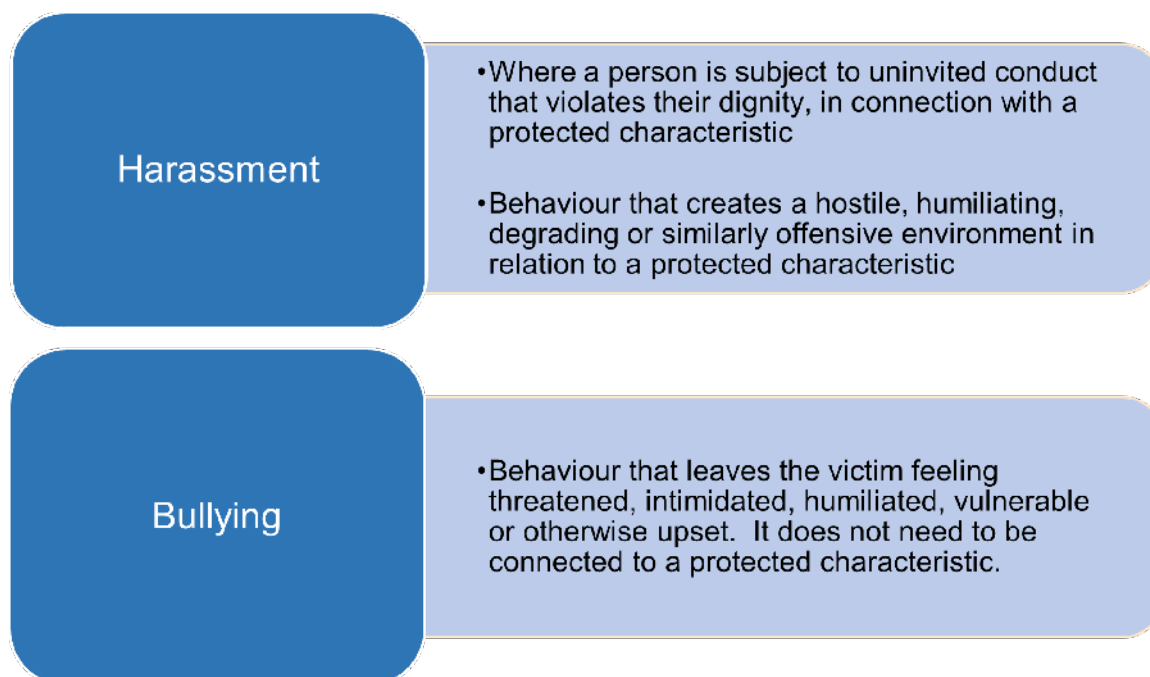 Harassment
•Where a person is subject to uninvited conduct
that violates their dignity, in connection with a
protected characteristic
•Behaviour that creates a hostile, humiliating,
degrading or similarly offensive environment in
relation to a protected characteristic
Bullying
•Behaviour that leaves the victim feeling
threatened, intimidated, humiliated, vulnerable
or otherwise upset.  It does not need to be
connected to a protected characteristic.